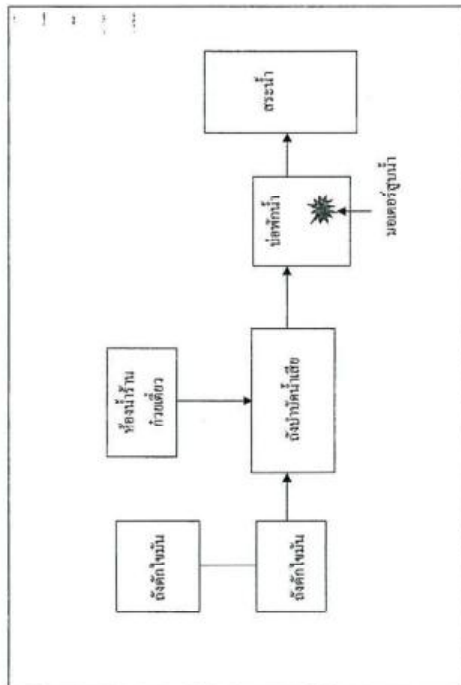 ถังดักไขมัน
ถังดักไขมัน
ห้องน้ำร้าน
ก๋วยเตี๋ยว
ถังบำบัดน้ำเสีย
บ่อพักน้ำ
มอเตอร์สูบน้ำ
สระน้ำ